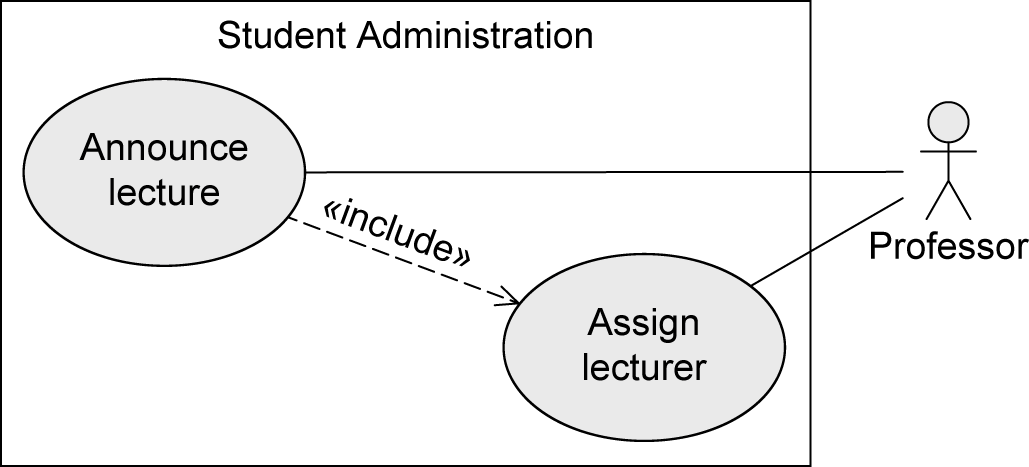 Student Administration
Announce
lecture
«include»
Professor
Assign
lecturer